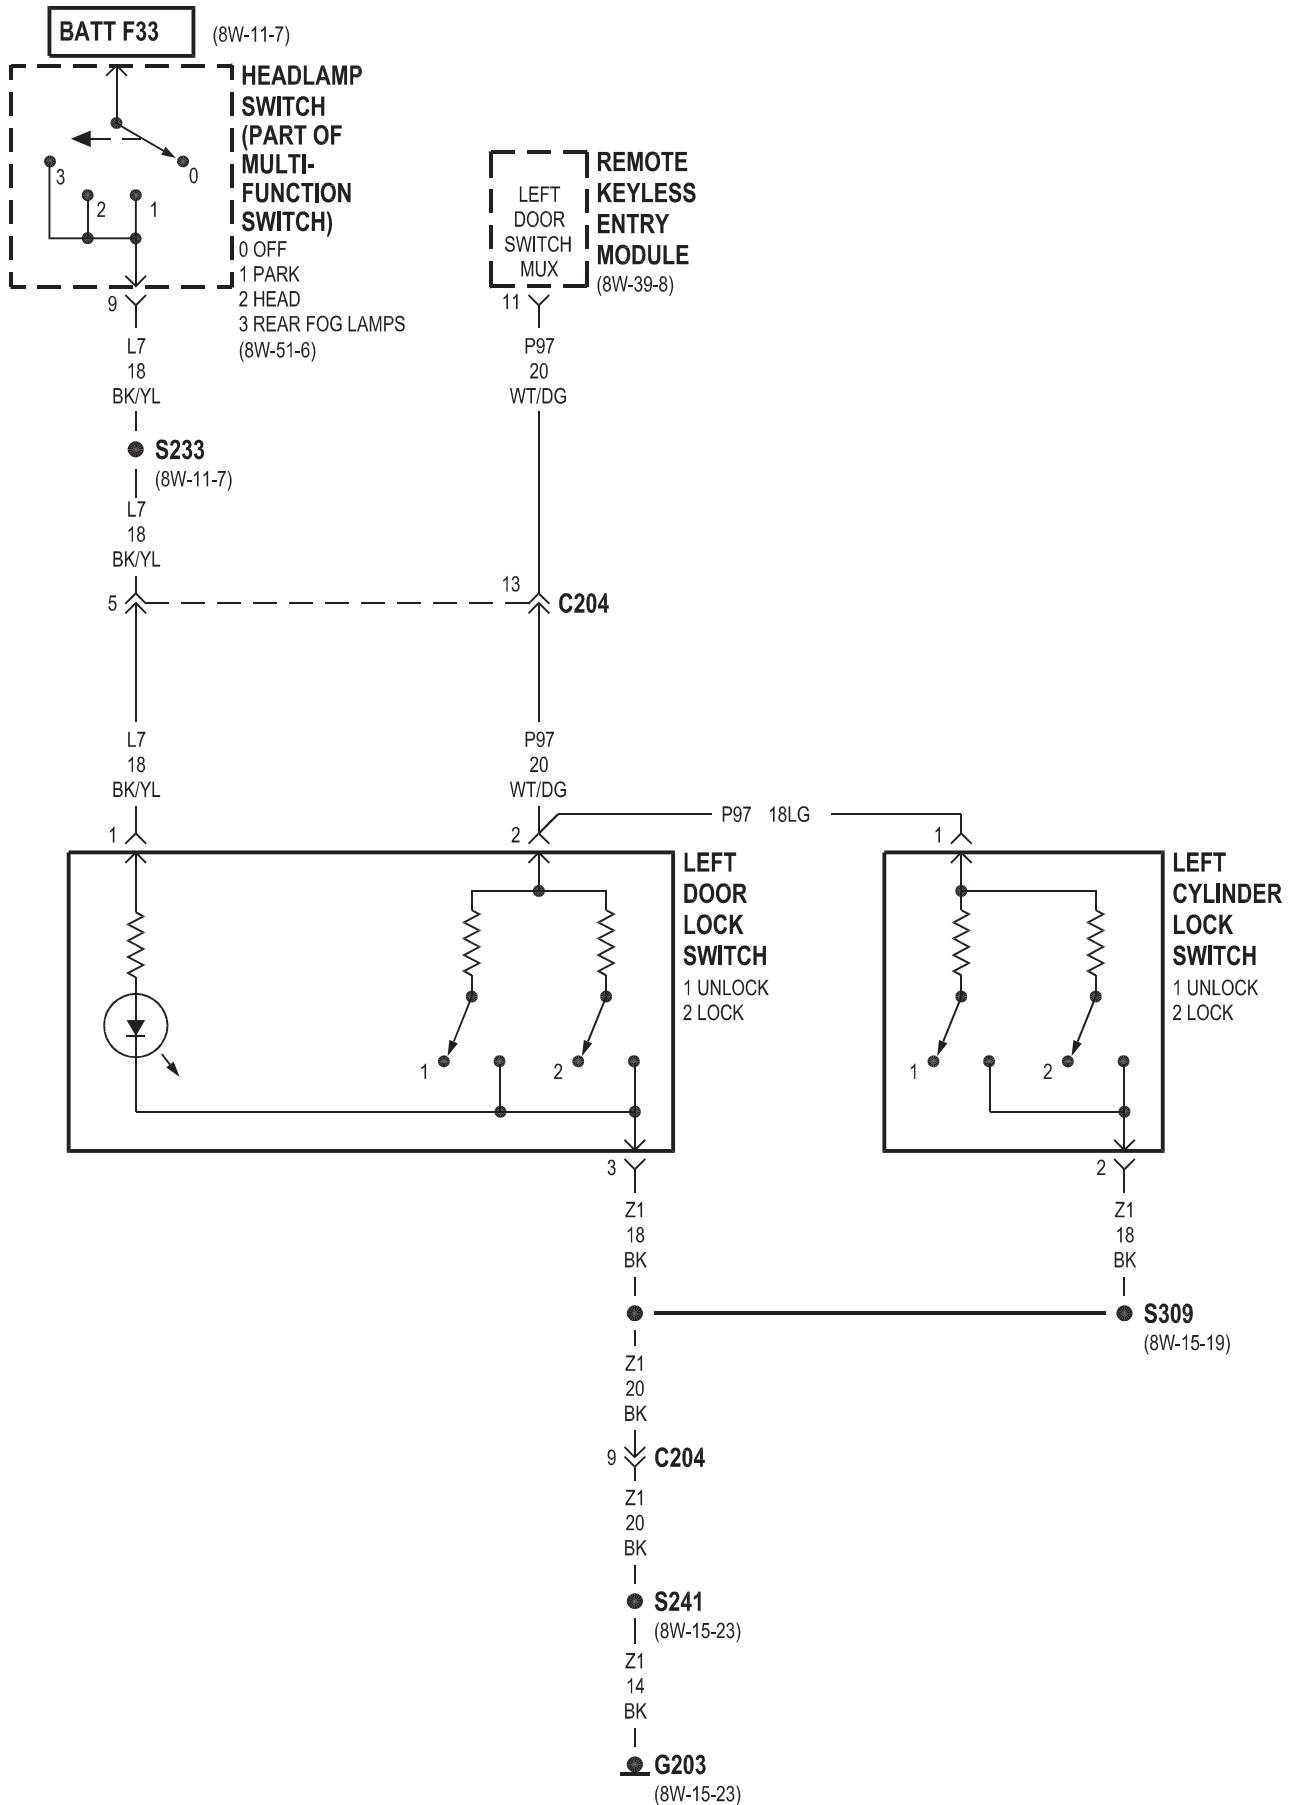 BATT F33
(8W-11-7)
HEADLAMP
SWITCH
(PART OF
MULTI-
FUNCTION
SWITCH)
0 OFF
1 PARK
2 HEAD
3 REAR FOG LAMPS
(8W-51-6)
3
2
1
0
9
L7
18
BK/YL
S233
(8W-11-7)
L7
18
BK/YL
5
LEFT
DOOR
SWITCH
MUX
REMOTE
KEYLESS
ENTRY
MODULE
(8W-39-8)
11
P97
20
WT/DG
13
C204
L7
18
BK/YL
1
P97
20
WT/DG
2
P97 18LG
1
LEFT
DOOR
LOCK
SWITCH
1 UNLOCK
2 LOCK
1
2
LEFT
CYLINDER
LOCK
SWITCH
1 UNLOCK
2 LOCK
1
2
3
Z1
18
BK
2
Z1
18
BK
S309
(8W-15-19)
Z1
20
BK
9
C204
Z1
20
BK
S241
(8W-15-23)
Z1
14
BK
G203
(8W-15-23)